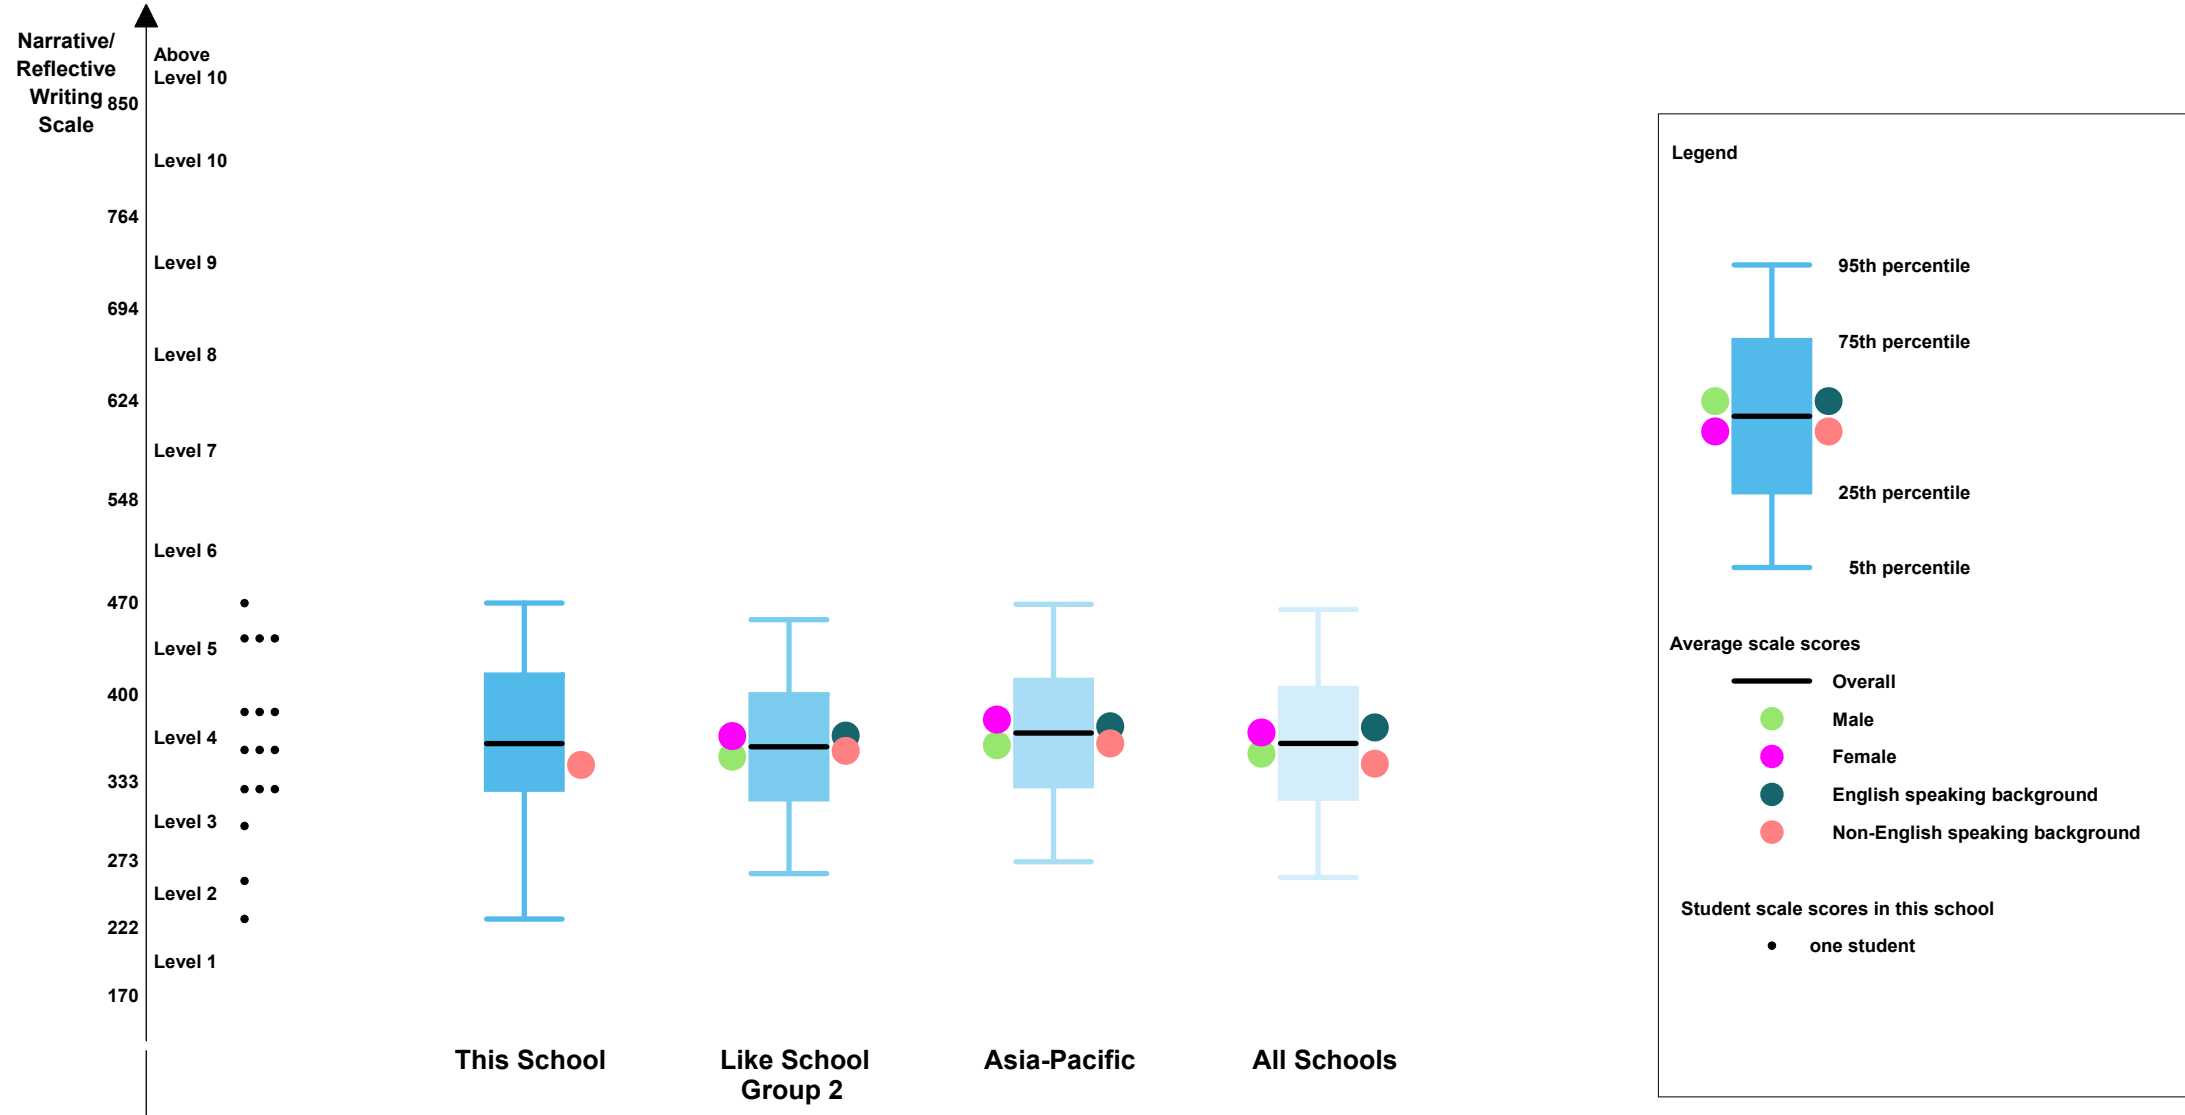 Narrative/
Reflective
Writing
Scale
850
764
694
624
548
470
400
333
273
222
170
Above
Level 10
Level 10
Level 9
Level 8
Level 7
Level 6
Level 5
Level 4
Level 3
Level 2
Level 1
This School
Like School
Group 2
Asia-Pacific
All Schools
Legend
95th percentile
75th percentile
25th percentile
5th percentile
Average scale scores
Overall
Male
Female
English speaking background
Non-English speaking background
Student scale scores in this school
one student